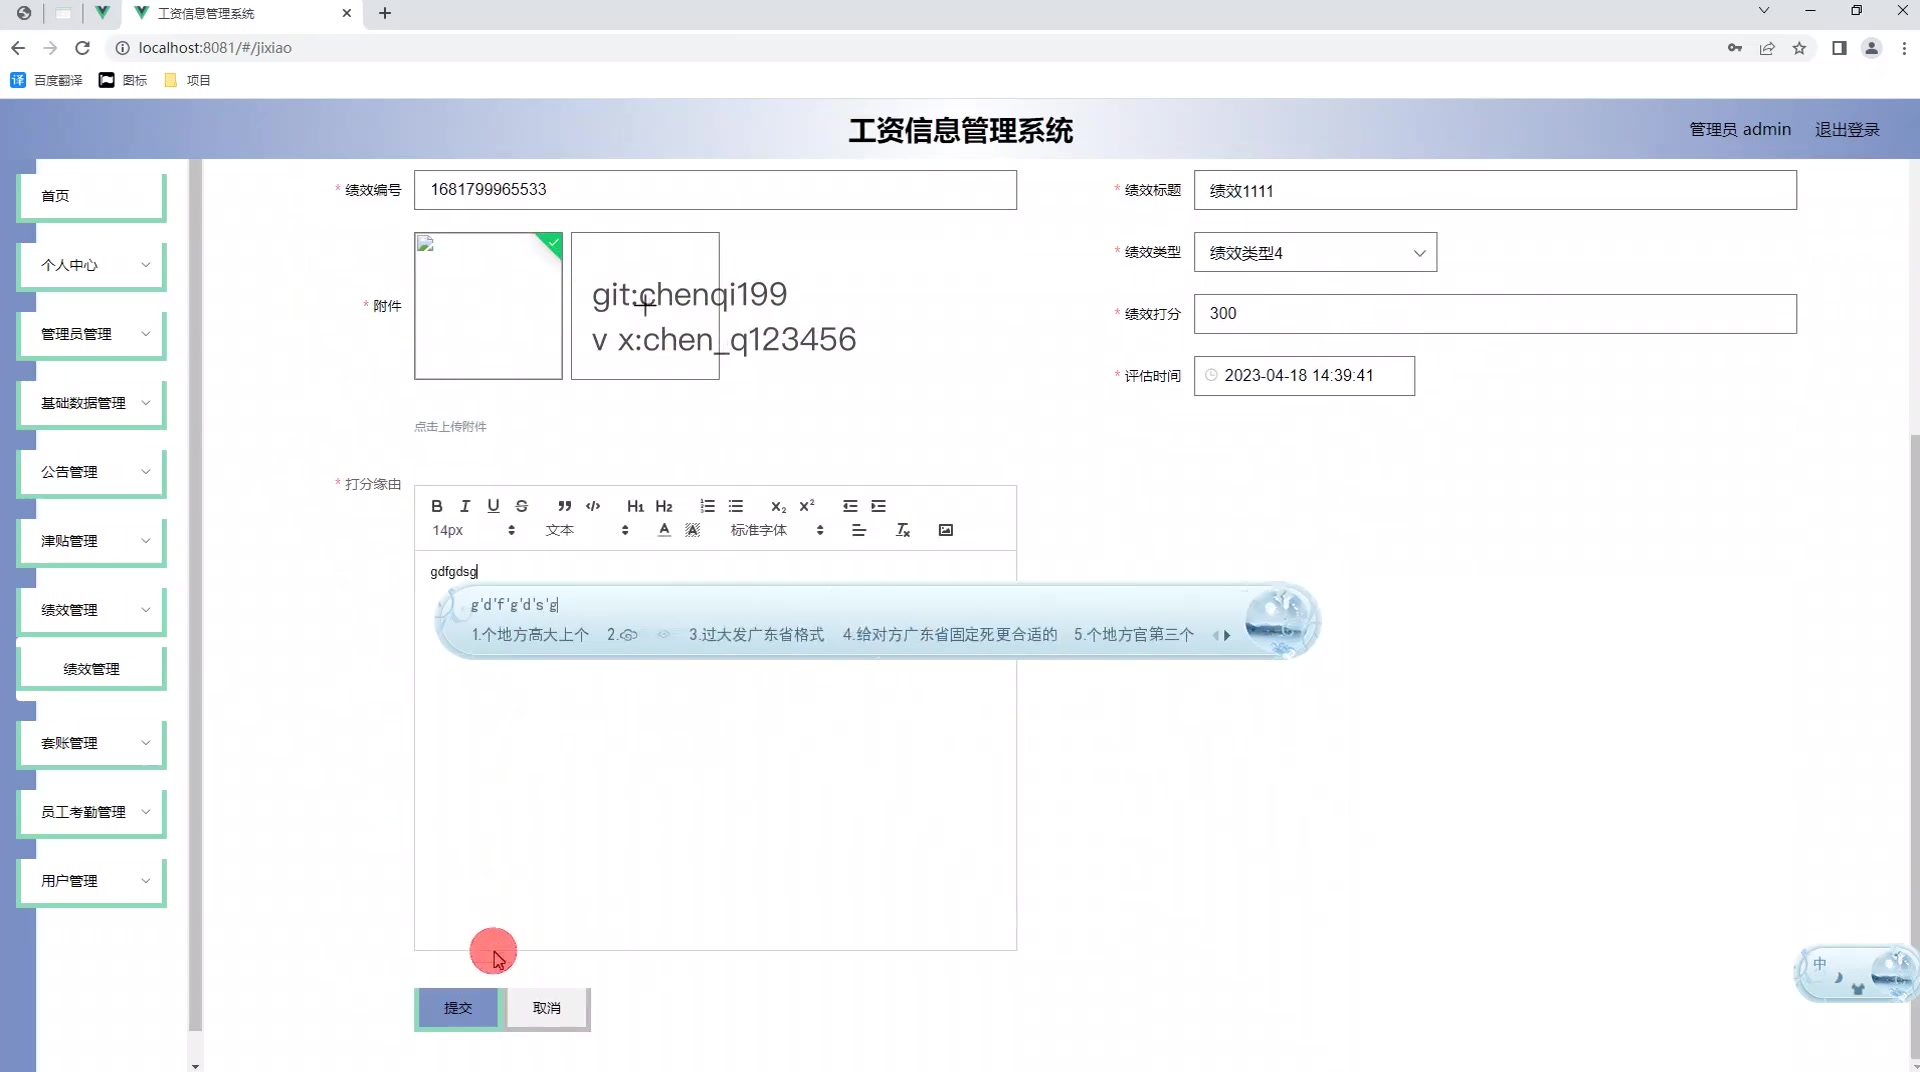 工资信息管理系统
localhost:8081/#/jixiao
百度翻译 图标 项目
工资信息管理系统
管理员 admin 退出登录
首页
个人中心
管理员管理
基础数据管理
公告管理
津贴管理
绩效管理
绩效管理
套账管理
员工考勤管理
用户管理
* 绩效编号 1681799965533
* 绩效标题 绩效1111
* 附件
git:chenqi199
v x:chen_q123456
* 绩效类型 绩效类型4
* 绩效打分 300
* 评估时间 2023-04-18 14:39:41
点击上传附件
* 打分缘由
B I U S H1 H2 X2 X2
14px 文本 A A 标准字体 Tx
gdfgdsg
g'd'f'g'd's'g
1.个地方高大上个 2. 3.过大发广东省格式 4.给对方广东省固定死更合适的 5.个地方官第三个
中
提交 取消